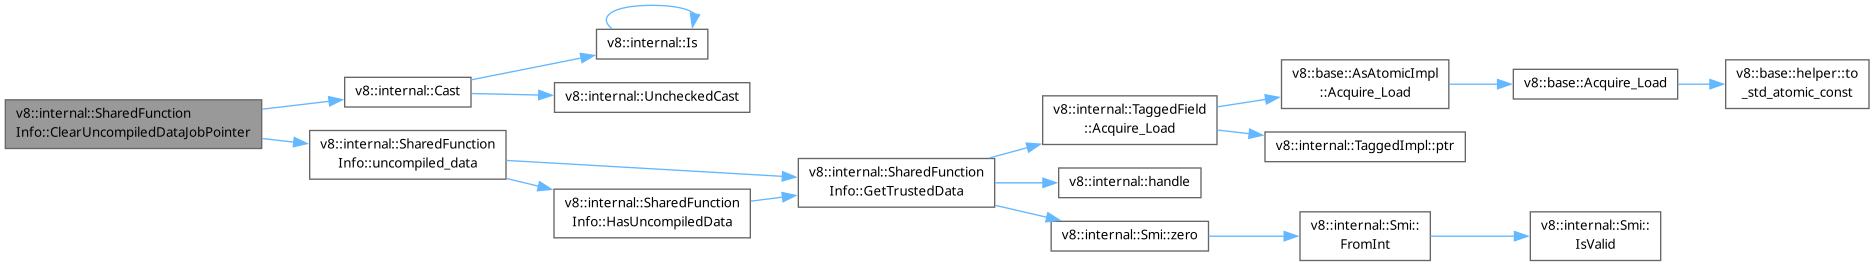 v8::internal::SharedFunction
Info::ClearUncompiledDataJobPointer
v8::internal::Cast
v8::internal::Is
v8::internal::UncheckedCast
v8::internal::SharedFunction
Info::uncompiled_data
v8::internal::SharedFunction
Info::HasUncompiledData
v8::internal::SharedFunction
Info::GetTrustedData
v8::internal::TaggedField
::Acquire_Load
v8::base::AsAtomicImpl
::Acquire_Load
v8::base::Acquire_Load
v8::base::helper::to
_std_atomic_const
v8::internal::TaggedImpl::ptr
v8::internal::handle
v8::internal::Smi::zero
v8::internal::Smi::
FromInt
v8::internal::Smi::
IsValid